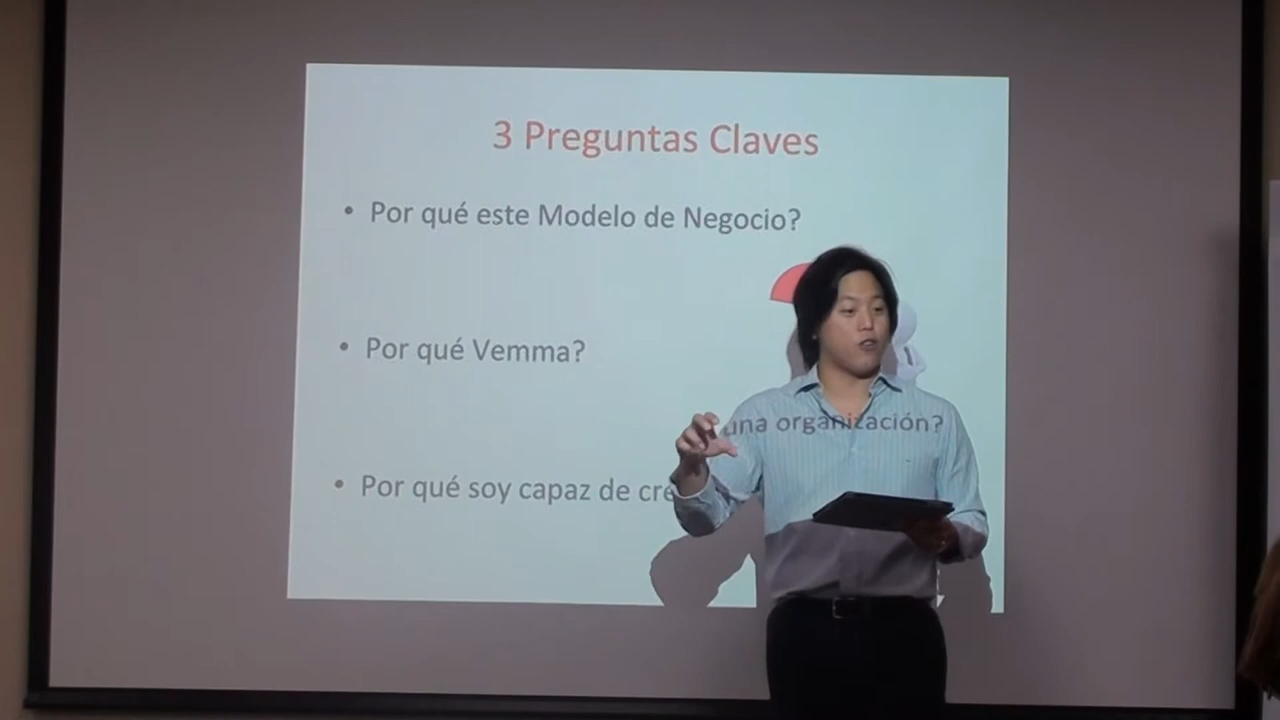 3 Preguntas Claves
• Por qué este Modelo de Negocio?
• Por qué Vemma?
• Por qué soy capaz de cre
una organización?